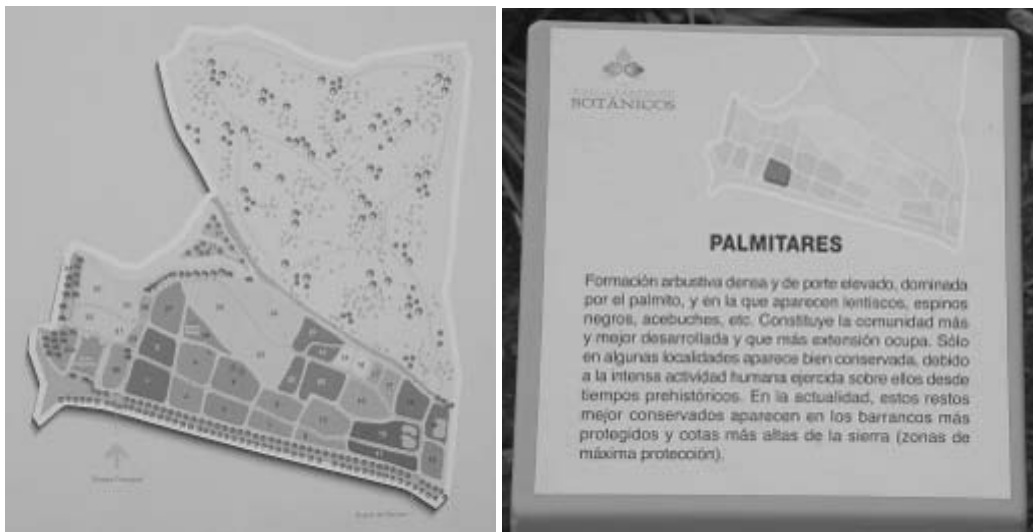 BOTÁNICOS
PALMITARES
Formación arbustiva densa y de porte elevado, dominada
por el palmito, y en la que aparecen lentiscos, espinos
negros, acebuches, etc. Constituye la comunidad más
y mejor desarrollada y que más extensión ocupa. Sólo
en algunas localidades aparece bien conservada, debido
a la intensa actividad humana ejercida sobre ellos desde
tiempos prehistóricos. En la actualidad, estos restos
mejor conservados aparecen en los barrancos más
protegidos y cotas más altas de la sierra (zonas de
máxima protección).